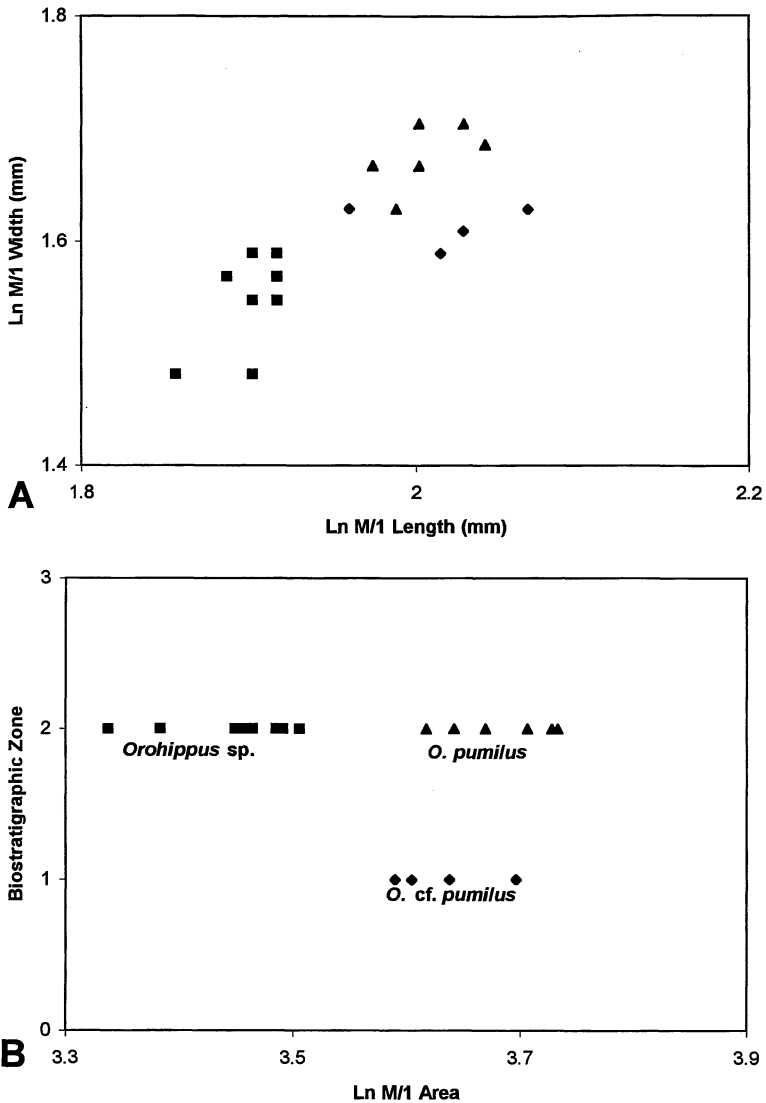 1.8
1.6
1.4
Ln M/1 Width (mm)
1.8 2 2.2
Ln M/1 Length (mm)
A
3
2
1
0
Biostratigraphic Zone
Orohippus sp. O. pumilus
O. cf. pumilus
3.3 3.5 3.7 3.9
Ln M/1 Area
B